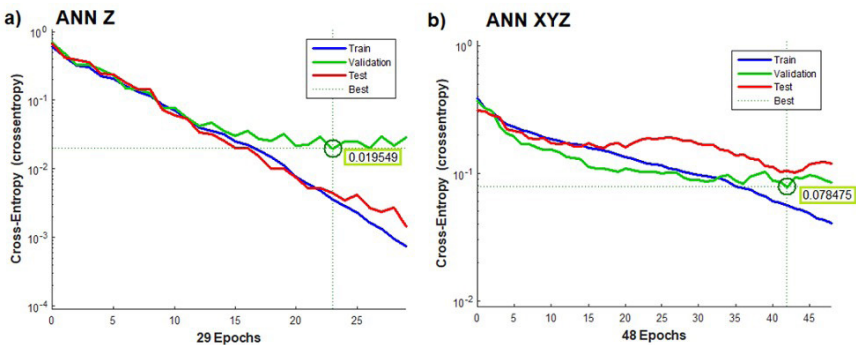 a) ANN Z
Cross-Entropy (crossentropy)
10^0
10^-1
10^-2
10^-3
10^-4
Train
Validation
Test
Best
0.019549
0 5 10 15 20 25
29 Epochs
b) ANN XYZ
Cross-Entropy (crossentropy)
10^0
10^-1
10^-2
Train
Validation
Test
Best
0.078475
0 5 10 15 20 25 30 35 40 45
48 Epochs